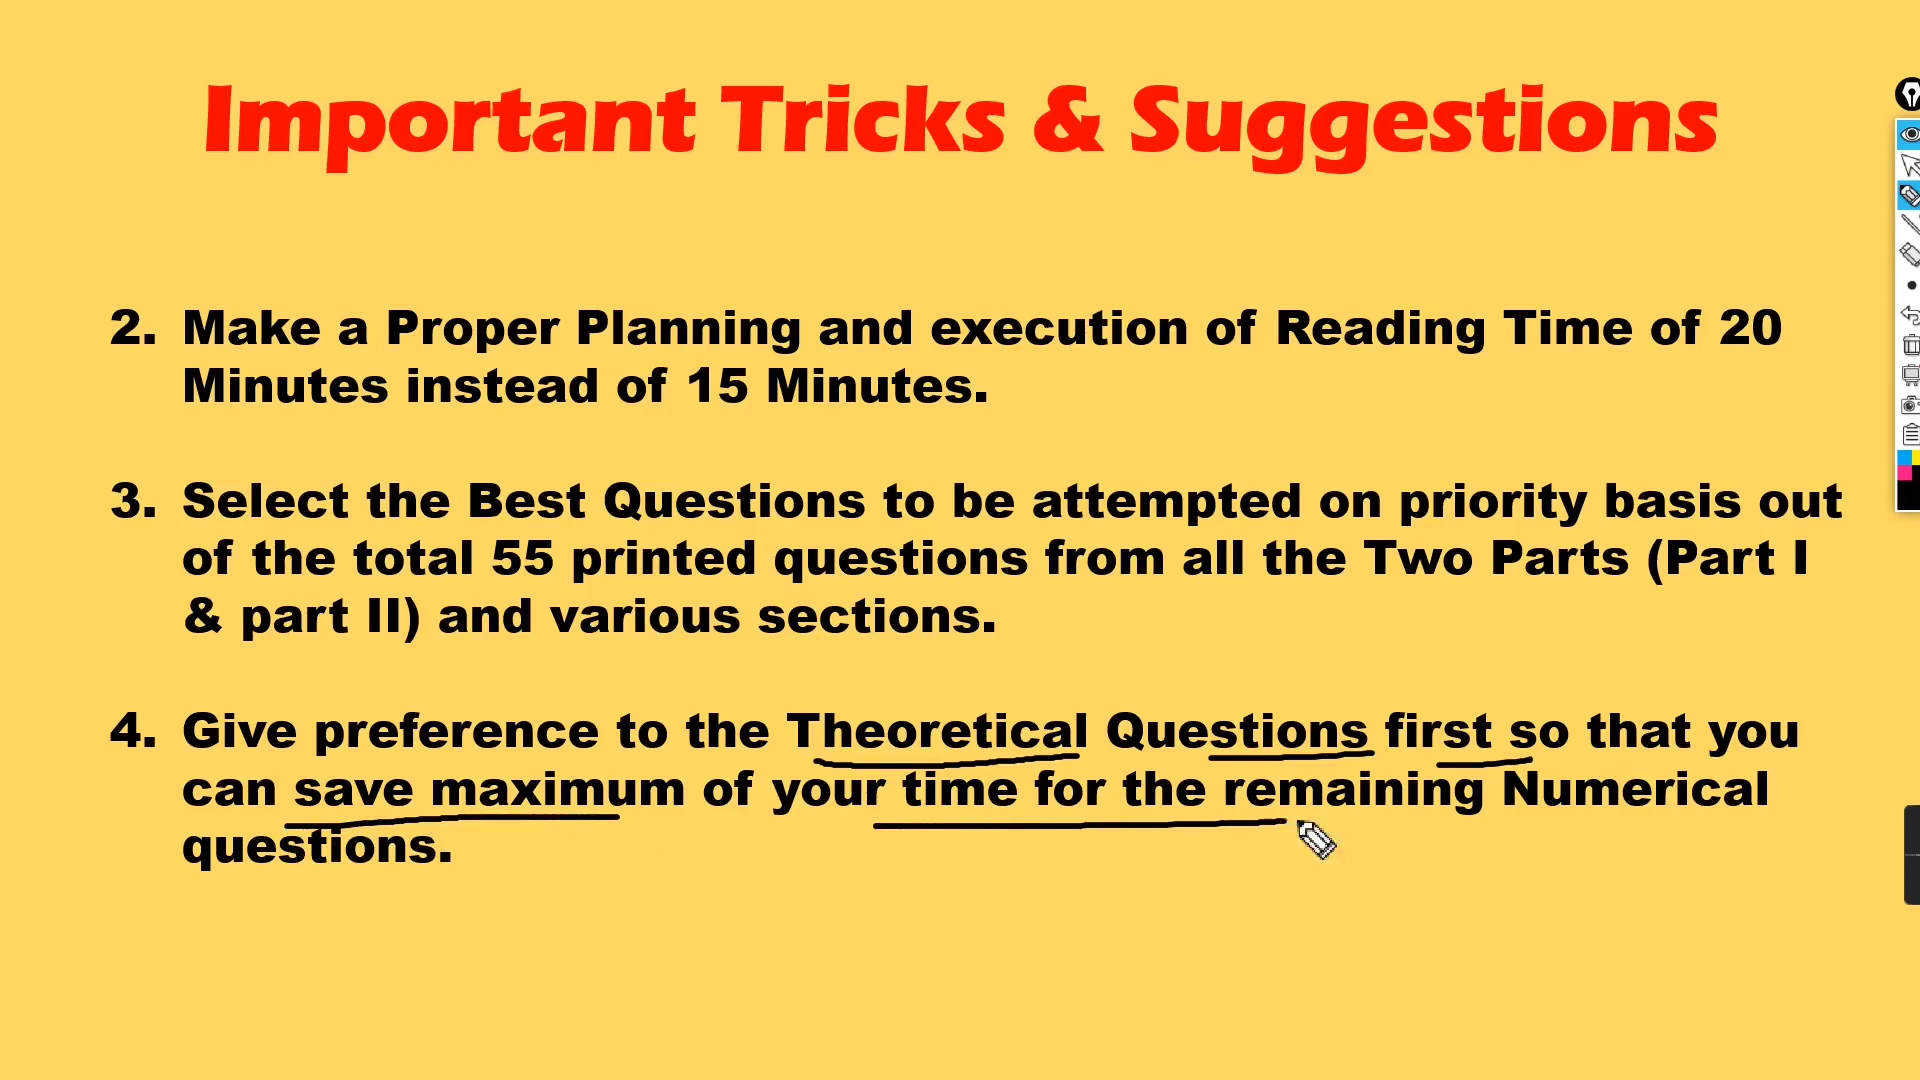 Important Tricks & Suggestions
2. Make a Proper Planning and execution of Reading Time of 20
Minutes instead of 15 Minutes.
3. Select the Best Questions to be attempted on priority basis out
of the total 55 printed questions from all the Two Parts (Part I
& part II) and various sections.
4. Give preference to the Theoretical Questions first so that you
can save maximum of your time for the remaining Numerical
questions.